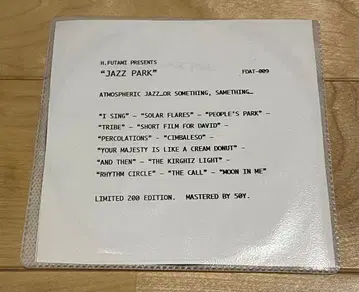 H.FUTAMI PRESENTS
"JAZZ PARK" FDAT-009
ATMOSPHERIC JAZZ…OR SOMETHING, SAMETHING…
"I SING" – "SOLAR FLARES" – "PEOPLE'S PARK" –
"TRIBE" – "SHORT FILM FOR DAVID" –
"PERCOLATIONS" – "CIMBALESO" –
"YOUR MAJESTY IS LIKE A CREAM DONUT" –
"AND THEN" – "THE KIRGHIZ LIGHT" –
"RHYTHM CIRCLE" – "THE CALL" – "MOON IN ME"
LIMITED 200 EDITION. MASTERED BY SOY.